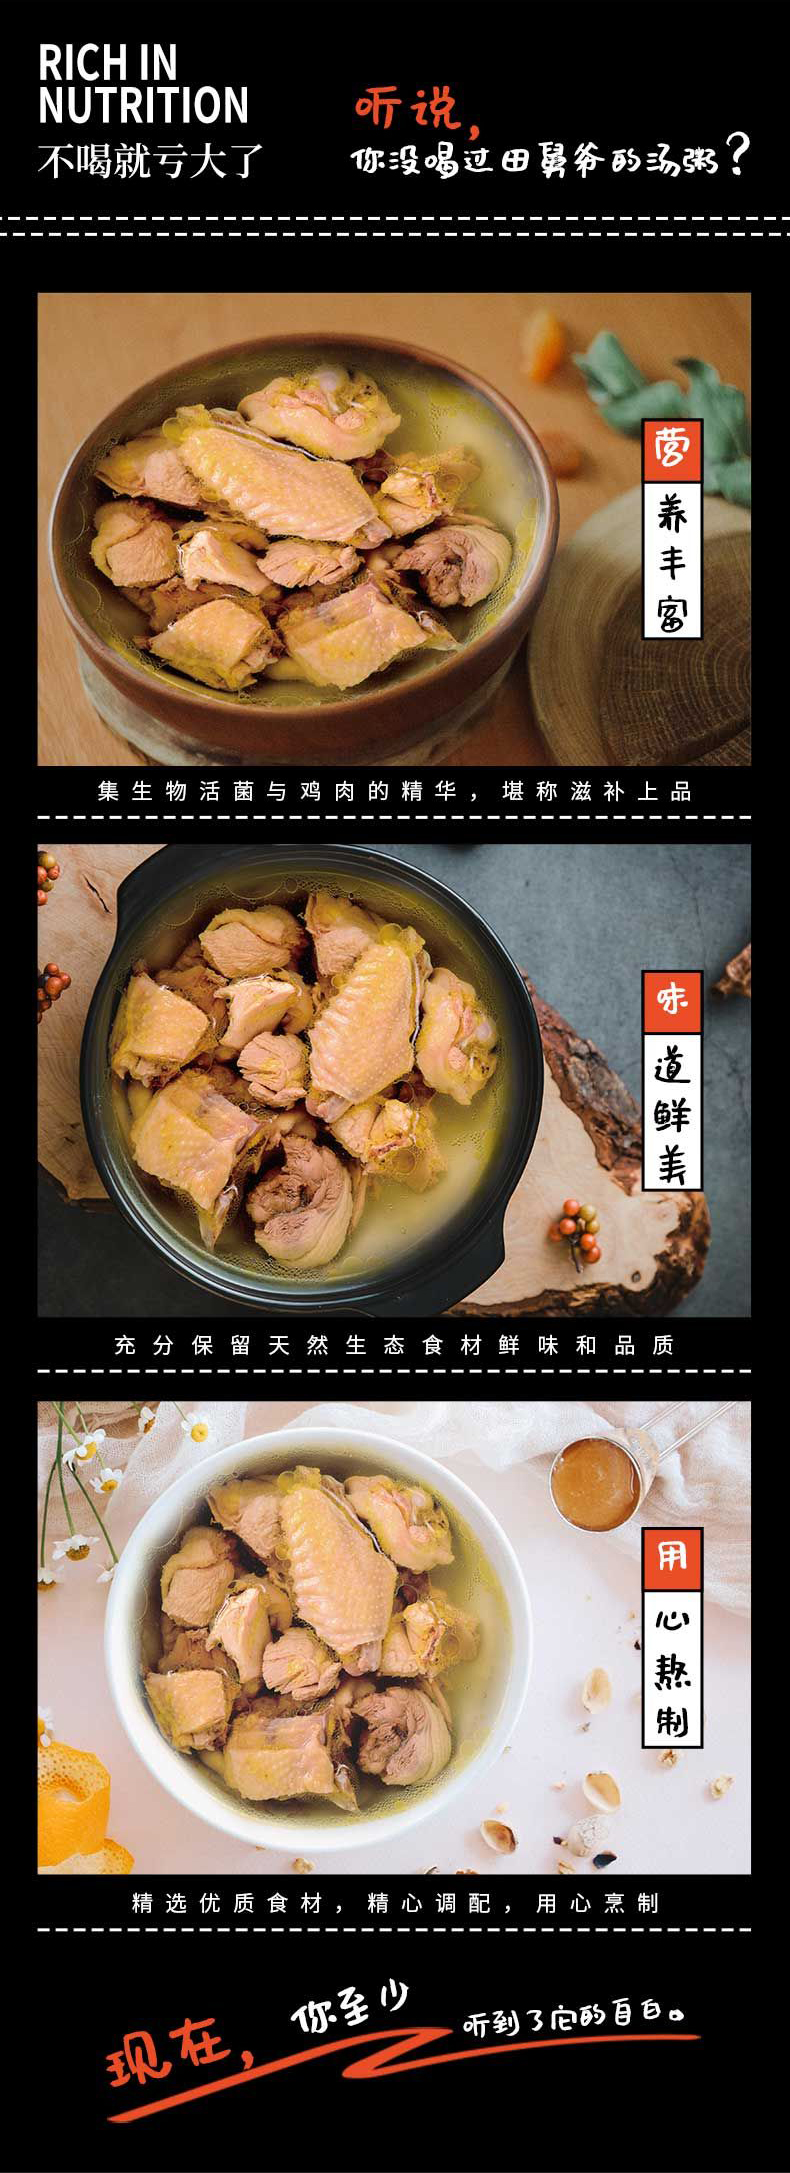 RICH IN
NUTRITION
不喝就亏大了
听说，
你没喝过田舅爷的汤粥？
营养丰富
集生物活菌与鸡肉的精华，堪称滋补上品
味道鲜美
充分保留天然生态食材鲜味和品质
用心熬制
精选优质食材，精心调配，用心烹制
现在，你至少听到了它的自白。